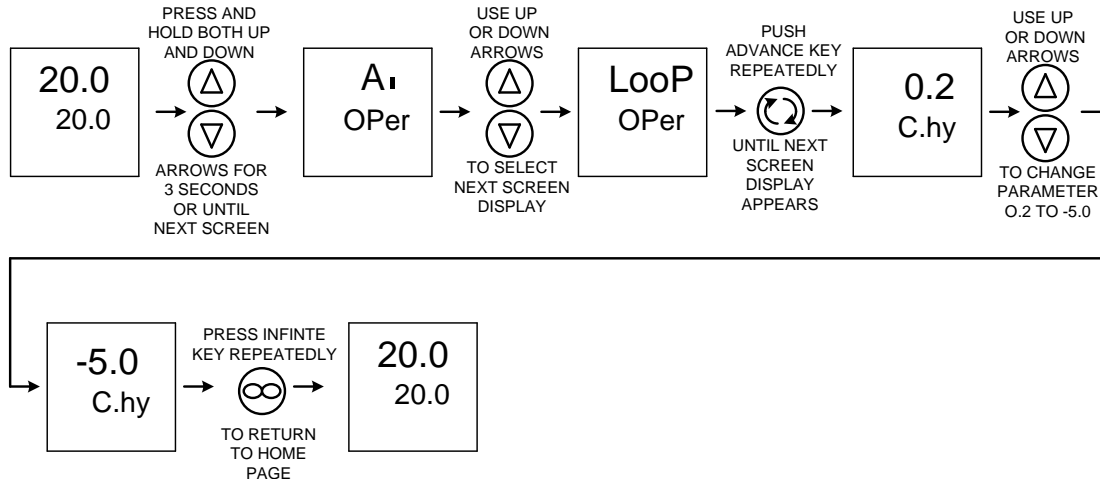 20.0
20.0
PRESS AND
HOLD BOTH UP
AND DOWN
ARROWS FOR
3 SECONDS
OR UNTIL
NEXT SCREEN
Aı
OPer
USE UP
OR DOWN
ARROWS
TO SELECT
NEXT SCREEN
DISPLAY
LooP
OPer
PUSH
ADVANCE KEY
REPEATEDLY
UNTIL NEXT
SCREEN
DISPLAY
APPEARS
0.2
C.hy
USE UP
OR DOWN
ARROWS
TO CHANGE
PARAMETER
O.2 TO -5.0
-5.0
C.hy
PRESS INFINTE
KEY REPEATEDLY
TO RETURN
TO HOME
PAGE
20.0
20.0